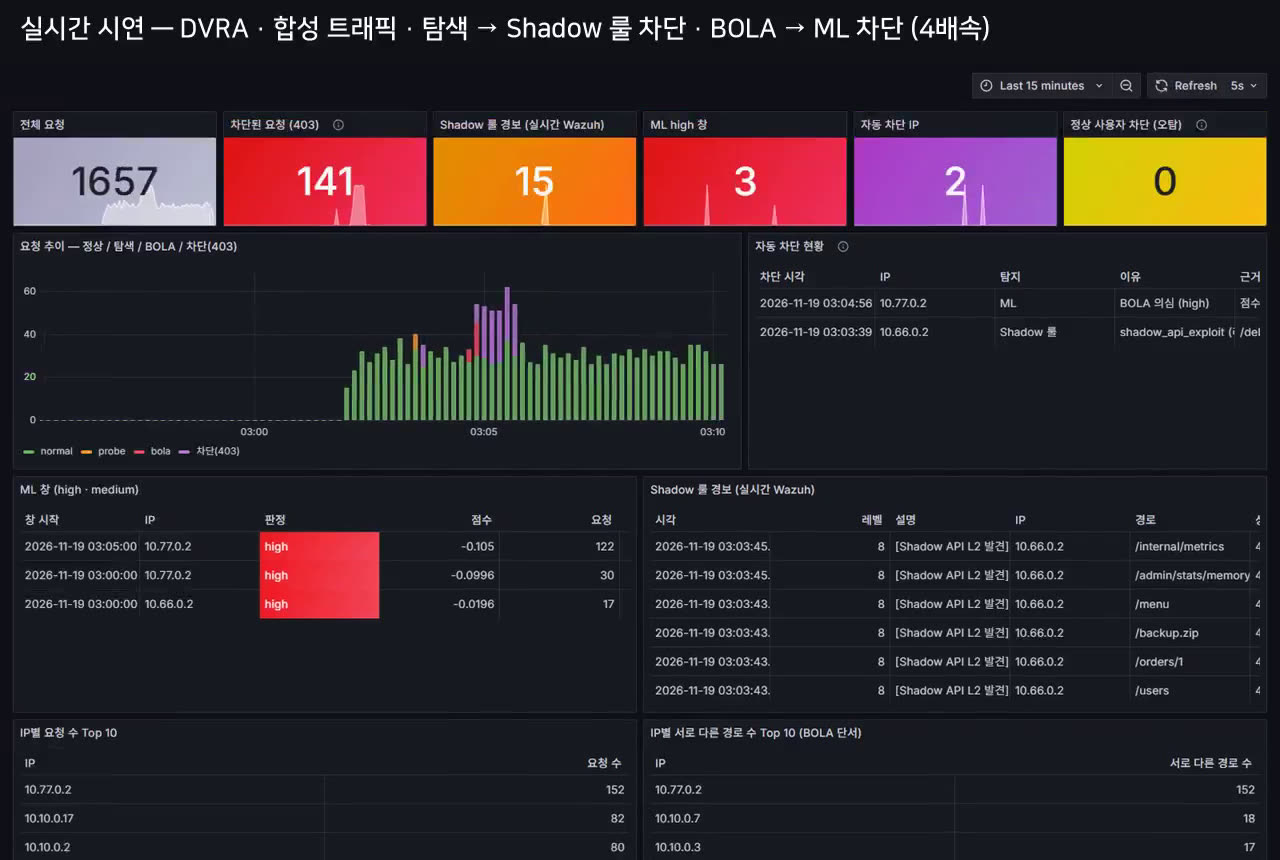 실시간 시연 — DVRA · 합성 트래픽 · 탐색 → Shadow 룰 차단 · BOLA → ML 차단 (4배속)
Last 15 minutes
Refresh 5s
전체 요청
1657
차단된 요청 (403)
141
Shadow 룰 경보 (실시간 Wazuh)
15
ML high 창
3
자동 차단 IP
2
정상 사용자 차단 (오탐)
0
요청 추이 — 정상 / 탐색 / BOLA / 차단(403)
60
40
20
0
03:00 03:05 03:10
normal probe bola 차단(403)
자동 차단 현황
차단 시각 IP 탐지 이유 근거
2026-11-19 03:04:56 10.77.0.2 ML BOLA 의심 (high) 점수
2026-11-19 03:03:39 10.66.0.2 Shadow 룰 shadow_api_exploit /del
ML 창 (high · medium)
창 시작 IP 판정 점수 요청
2026-11-19 03:05:00 10.77.0.2 high -0.105 122
2026-11-19 03:00:00 10.77.0.2 high -0.0996 30
2026-11-19 03:00:00 10.66.0.2 high -0.0196 17
Shadow 룰 경보 (실시간 Wazuh)
시각 레벨 설명 IP 경로
2026-11-19 03:03:45. 8 [Shadow API L2 발견] 10.66.0.2 /internal/metrics 4
2026-11-19 03:03:45. 8 [Shadow API L2 발견] 10.66.0.2 /admin/stats/memory 4
2026-11-19 03:03:43. 8 [Shadow API L2 발견] 10.66.0.2 /menu 4
2026-11-19 03:03:43. 8 [Shadow API L2 발견] 10.66.0.2 /backup.zip 4
2026-11-19 03:03:43. 8 [Shadow API L2 발견] 10.66.0.2 /orders/1 4
2026-11-19 03:03:43. 8 [Shadow API L2 발견] 10.66.0.2 /users 4
IP별 요청 수 Top 10
IP 요청 수
10.77.0.2 152
10.10.0.17 82
10.10.0.2 80
IP별 서로 다른 경로 수 Top 10 (BOLA 단서)
IP 서로 다른 경로 수
10.77.0.2 152
10.10.0.7 18
10.10.0.3 17